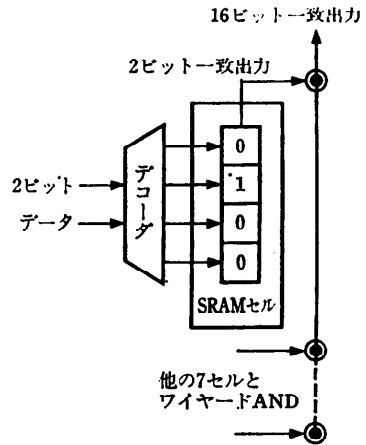 16ビット一致出力
2ビット一致出力
デコーダ
0
1
0
0
2ビット
データ
SRAMセル
他の7セルと
ワイヤードAND